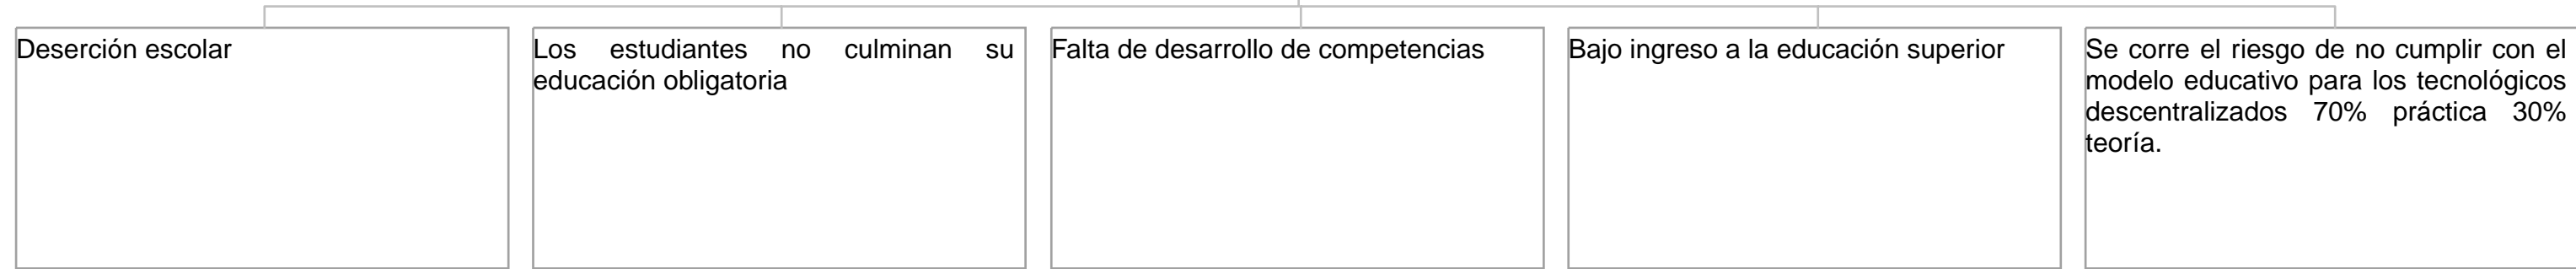 Deserción escolar
Los estudiantes no culminan su
educación obligatoria
Falta de desarrollo de competencias
Bajo ingreso a la educación superior
Se corre el riesgo de no cumplir con el
modelo educativo para los tecnológicos
descentralizados 70% práctica 30%
teoría.